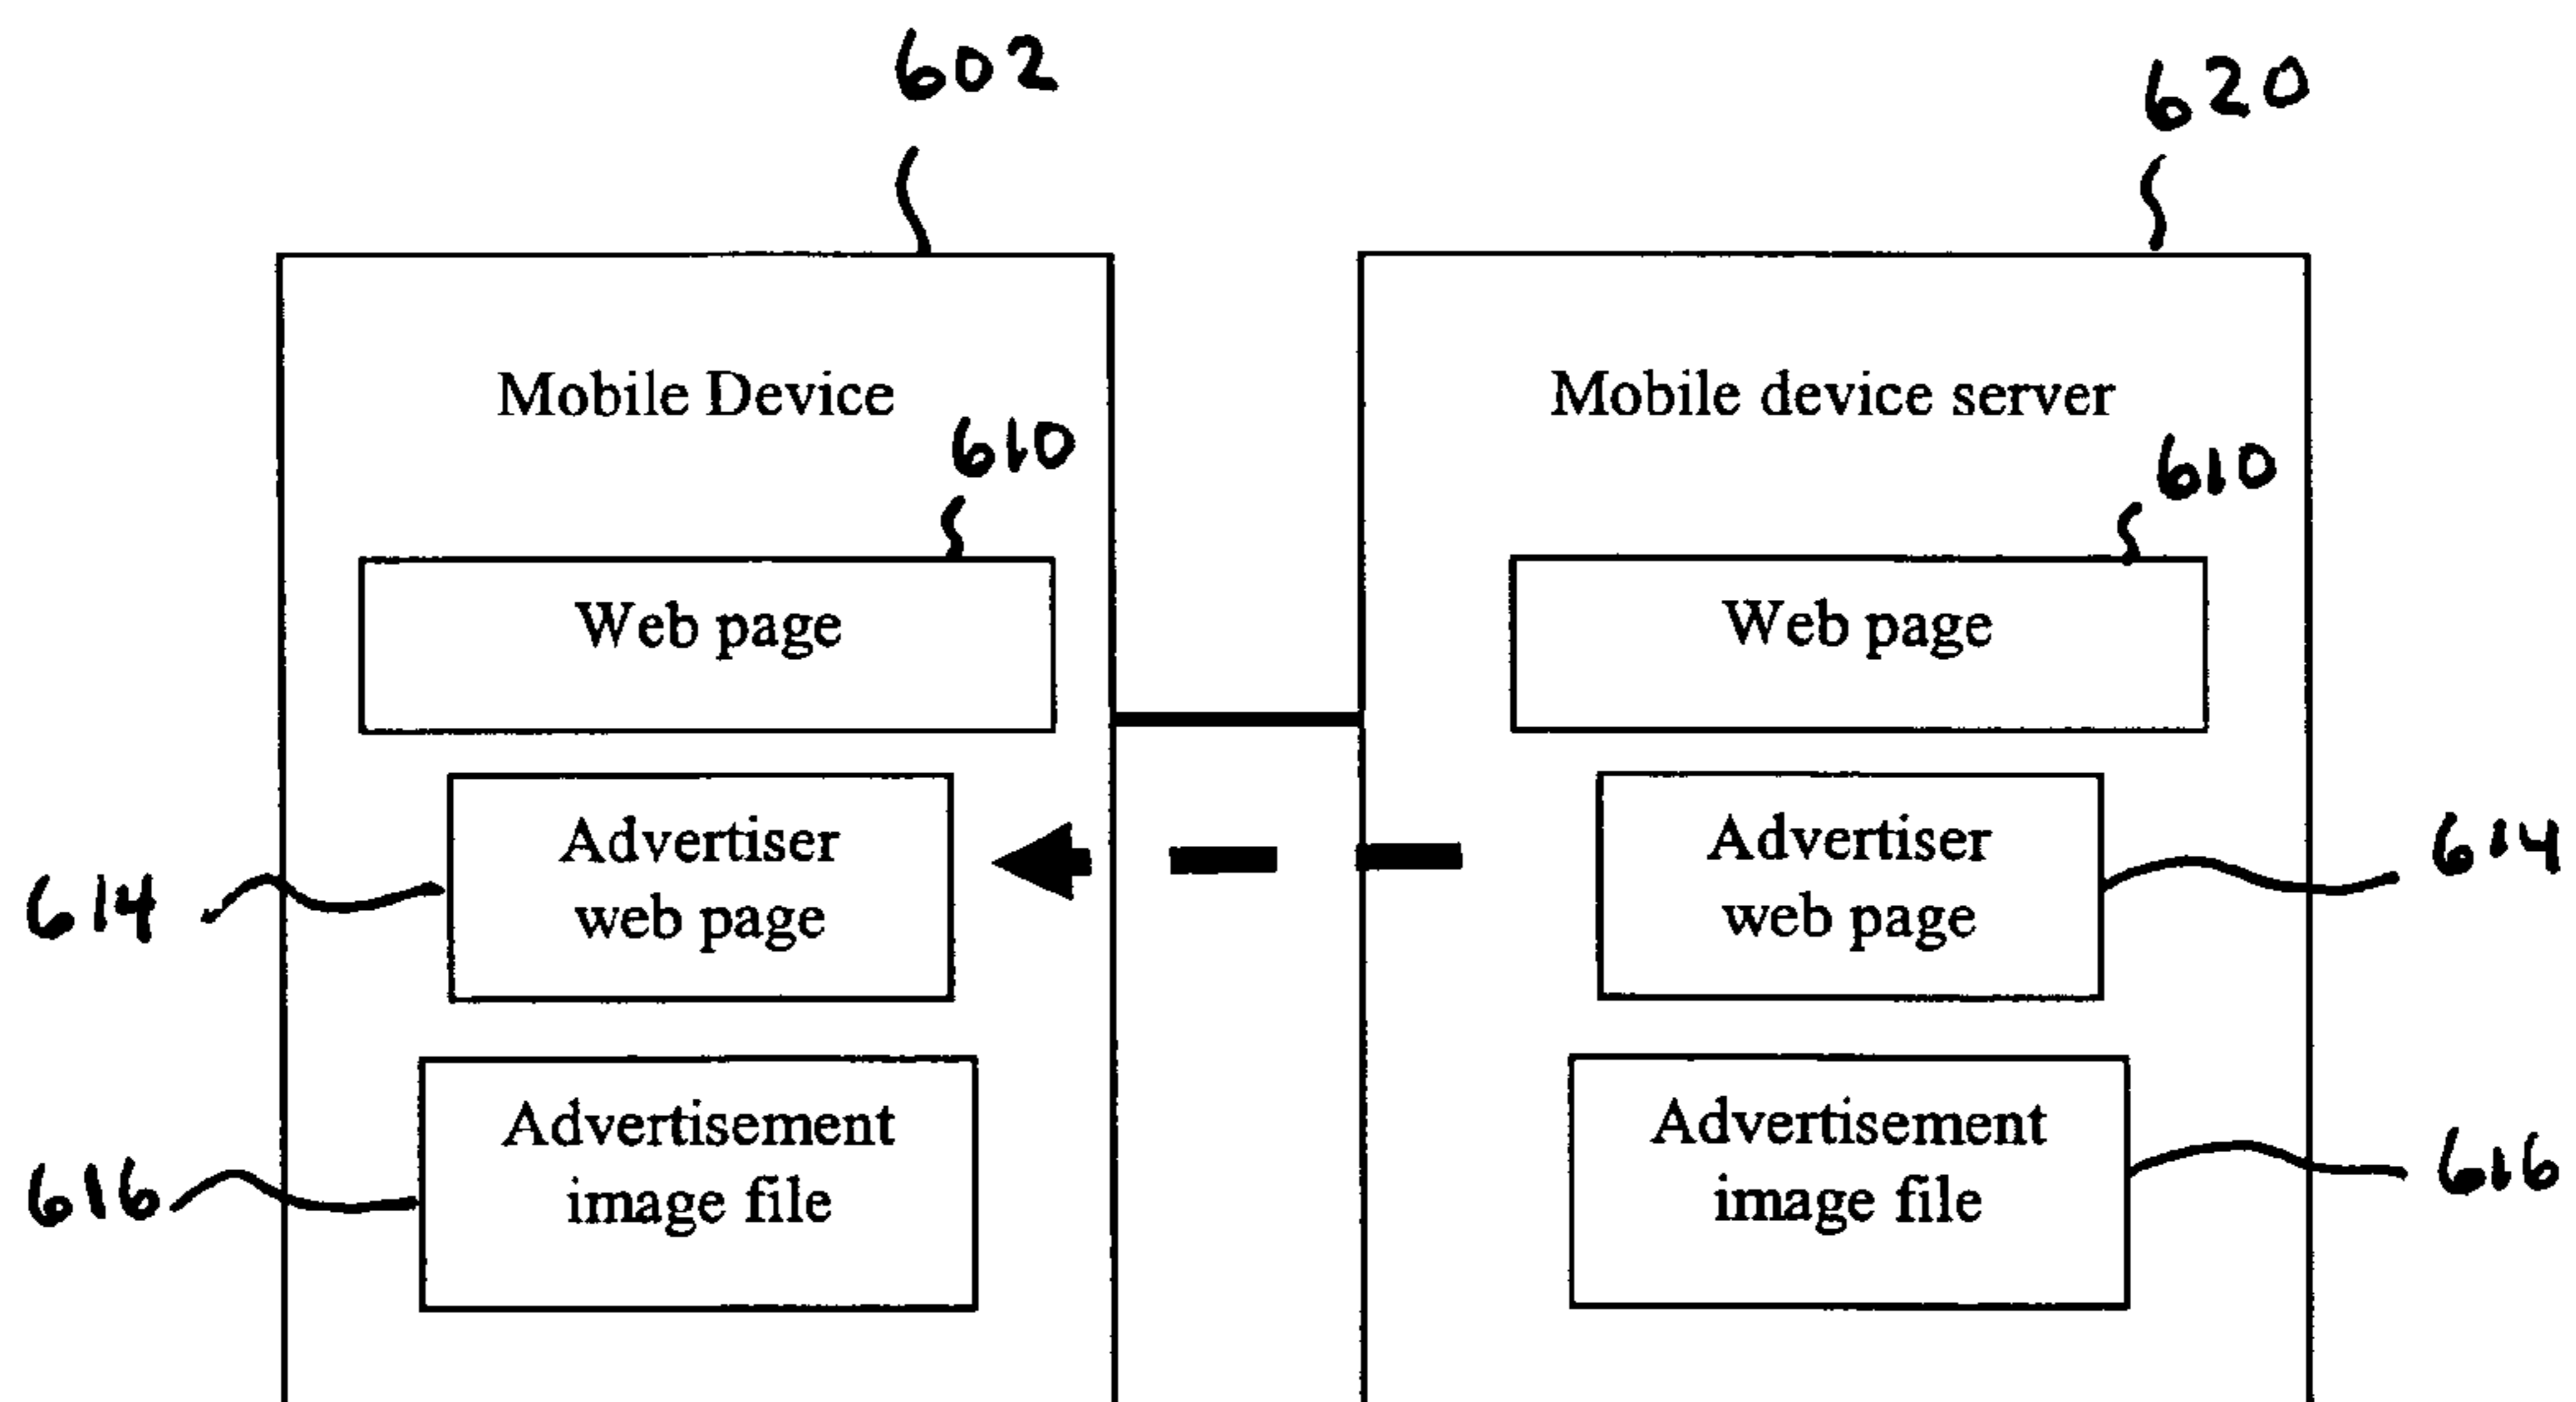 602
620
Mobile Device
Mobile device server
610
610
Web page
Web page
Advertiser
web page
Advertiser
web page
614
614
Advertisement
image file
Advertisement
image file
616
616